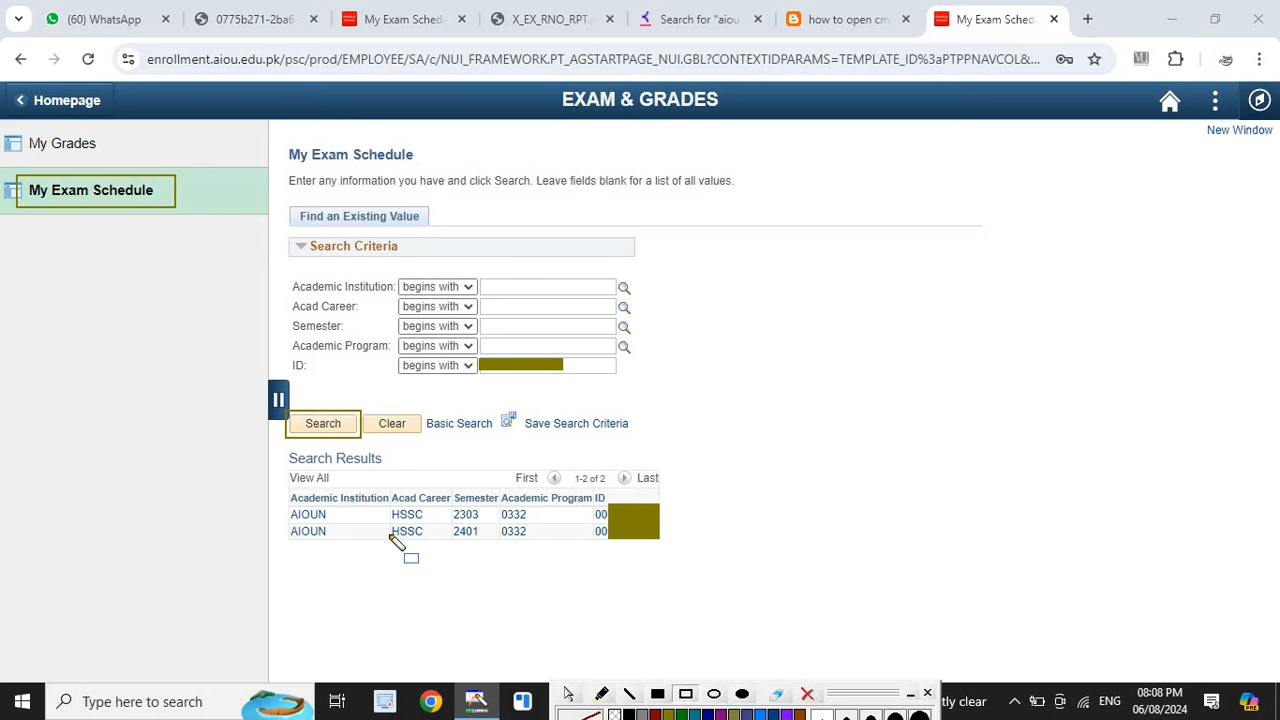 (60) WhatsApp
0775b271-2ba6
My Exam Sched
X_EX_RNO_RPT.p
Search for "aiou
how to open cm
My Exam Sched
enrollment.aiou.edu.pk/psc/prod/EMPLOYEE/SA/c/NUI_FRAMEWORK.PT_AGSTARTPAGE_NUI.GBL?CONTEXTIDPARAMS=TEMPLATE_ID%3aPTPPNAVCOL&...
Homepage
EXAM & GRADES
New Window
My Grades
My Exam Schedule
My Exam Schedule
Enter any information you have and click Search. Leave fields blank for a list of all values.
Find an Existing Value
Search Criteria
Academic Institution: begins with
Acad Career: begins with
Semester: begins with
Academic Program: begins with
ID: begins with
Search Clear Basic Search Save Search Criteria
Search Results
View All First 1-2 of 2 Last
Academic Institution Acad Career Semester Academic Program ID
AIOUN HSSC 2303 0332 00
AIOUN HSSC 2401 0332 00
Type here to search
tly clear
ENG
08:08 PM
06/08/2024